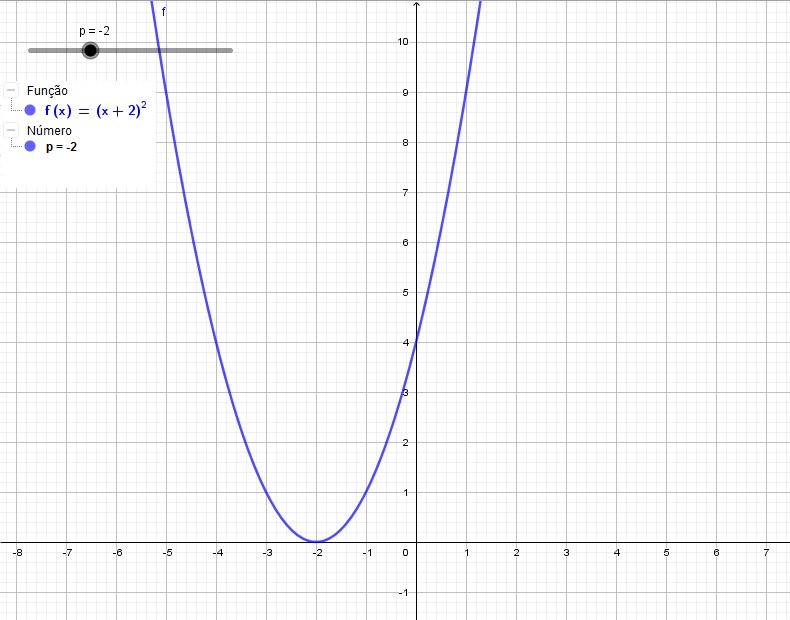 f
p = -2
Função
f (x) = (x + 2)²
Número
p = -2
10
9
8
7
6
5
4
3
2
1
-8 -7 -6 -5 -4 -3 -2 -1 0 1 2 3 4 5 6 7
-1